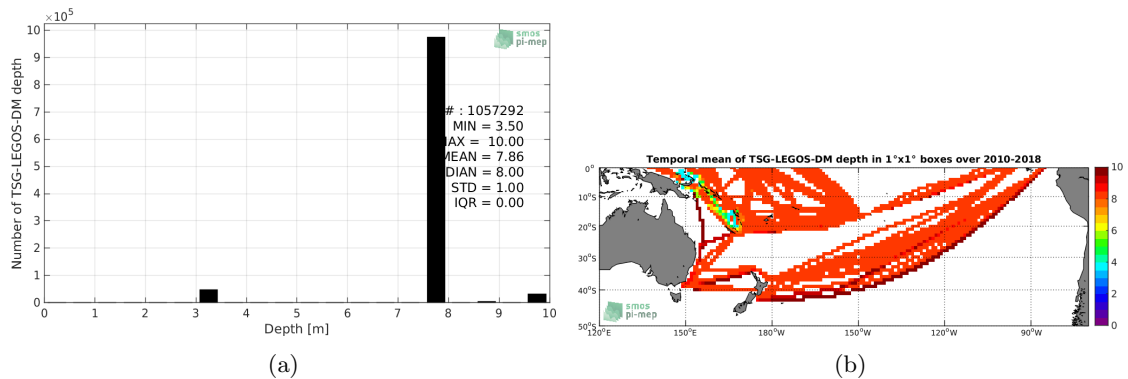 ×10⁵
10
9
8
7
6
5
4
3
2
1
0
Number of TSG-LEGOS-DM depth
smos
pi-mep
# : 1057292
MIN = 3.50
AX = 10.00
MEAN = 7.86
DIAN = 8.00
STD = 1.00
IQR = 0.00
0 1 2 3 4 5 6 7 8 9 10
Depth [m]
(a)
Temporal mean of TSG-LEGOS-DM depth in 1°x1° boxes over 2010-2018
0°
10°S
20°S
30°S
40°S
50°S
smos
pi-mep
120°E 150°E 180°W 150°W 120°W 90°W
10
8
6
4
2
0
(b)